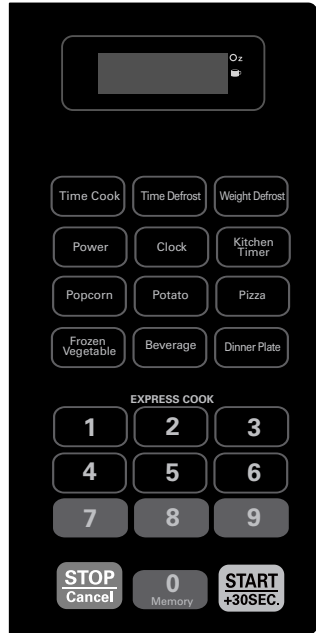 Oz
Time Cook Time Defrost Weight Defrost
Power Clock Kitchen
Timer
Popcorn Potato Pizza
Frozen
Vegetable Beverage Dinner Plate
EXPRESS COOK
1 2 3
4 5 6
7 8 9
STOP 0 START
Cancel Memory +30SEC.